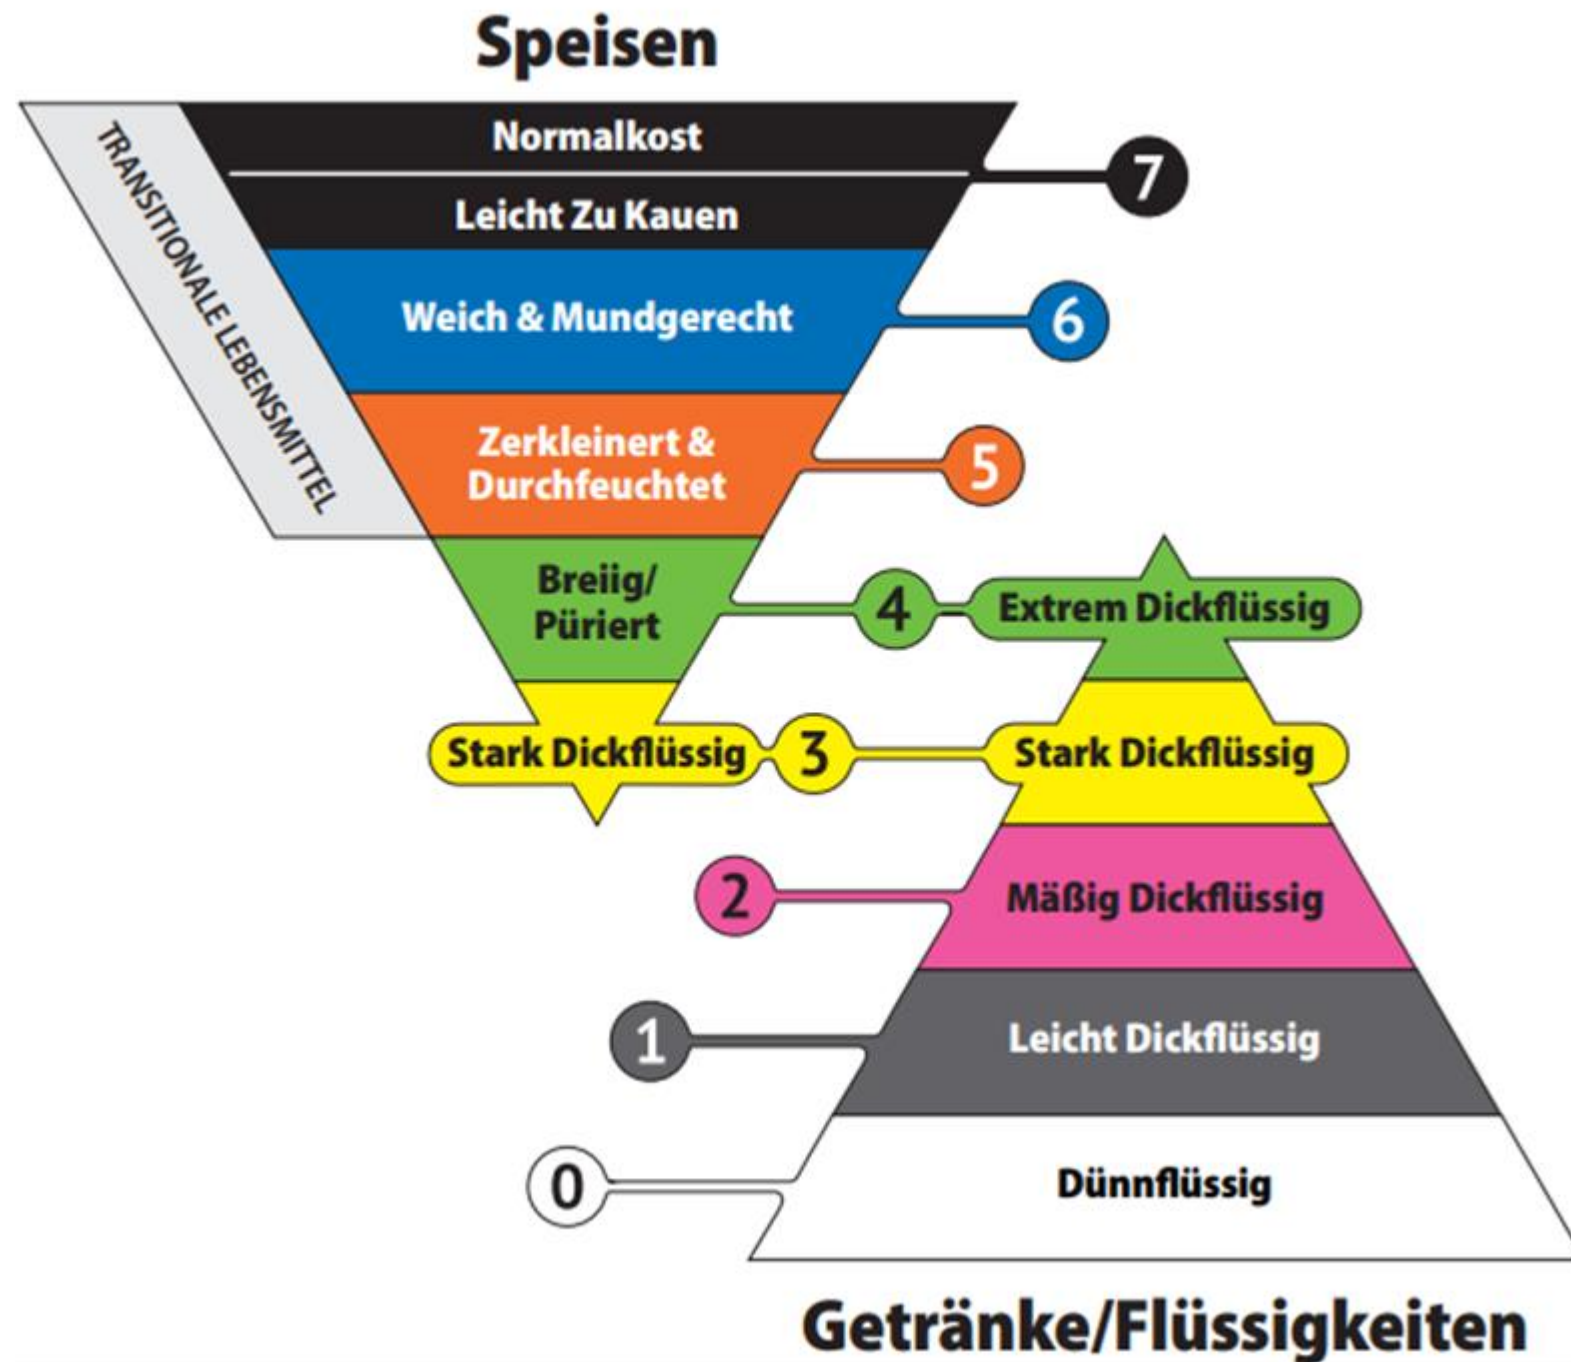 Speisen
TRANSITIONALE LEBENSMITTEL
Normalkost
7
Leicht Zu Kauen
Weich & Mundgerecht
6
Zerkleinert &
Durchfeuchtet
5
Breiig/
Püriert
4
Extrem Dickflüssig
Stark Dickflüssig
3
Stark Dickflüssig
2
Mäßig Dickflüssig
1
Leicht Dickflüssig
0
Dünnflüssig
Getränke/Flüssigkeiten